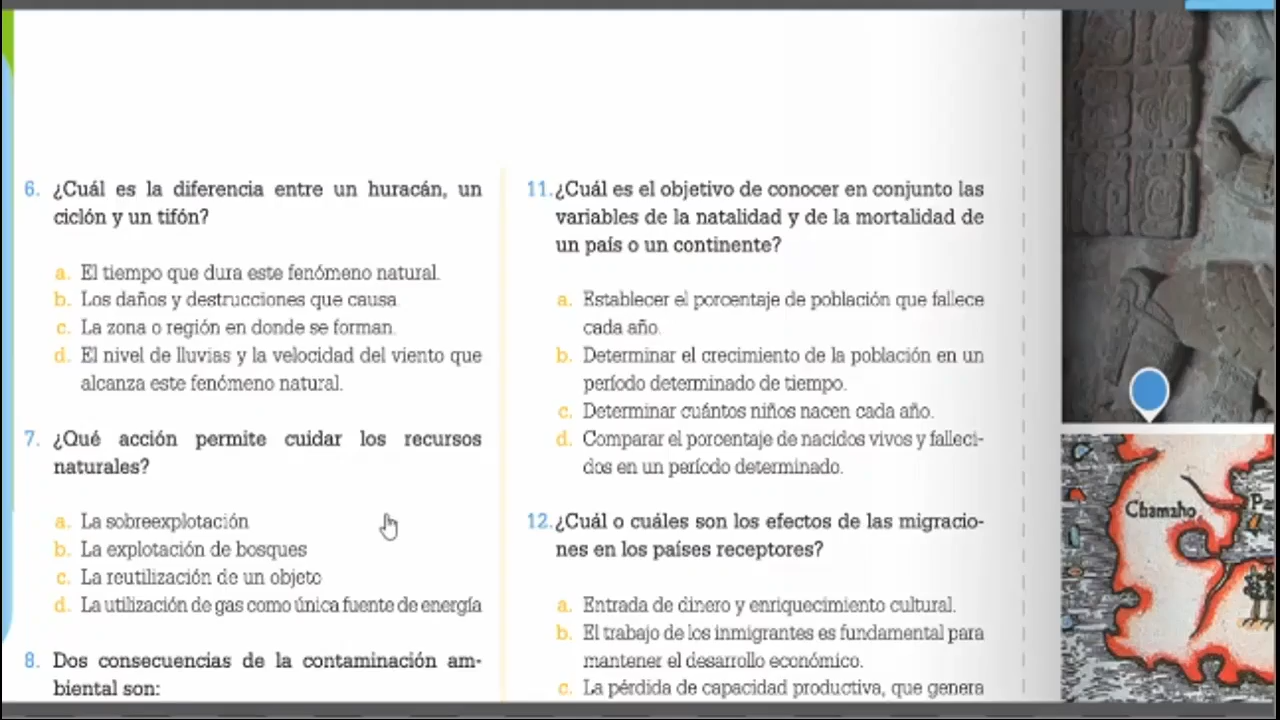 6. ¿Cuál es la diferencia entre un huracán, un
ciclón y un tifón?
a. El tiempo que dura este fenómeno natural.
b. Los daños y destrucciones que causa.
c. La zona o región en donde se forman.
d. El nivel de lluvias y la velocidad del viento que
alcanza este fenómeno natural.
7. ¿Qué acción permite cuidar los recursos
naturales?
a. La sobreexplotación
b. La explotación de bosques
c. La reutilización de un objeto
d. La utilización de gas como única fuente de energía
8. Dos consecuencias de la contaminación am-
biental son:
11. ¿Cuál es el objetivo de conocer en conjunto las
variables de la natalidad y de la mortalidad de
un país o un continente?
a. Establecer el porcentaje de población que fallece
cada año.
b. Determinar el crecimiento de la población en un
período determinado de tiempo.
c. Determinar cuántos niños nacen cada año.
d. Comparar el porcentaje de nacidos vivos y falleci-
dos en un período determinado.
12. ¿Cuál o cuáles son los efectos de las migracio-
nes en los países receptores?
a. Entrada de dinero y enriquecimiento cultural.
b. El trabajo de los inmigrantes es fundamental para
mantener el desarrollo económico.
c. La pérdida de capacidad productiva, que genera
Chamaho